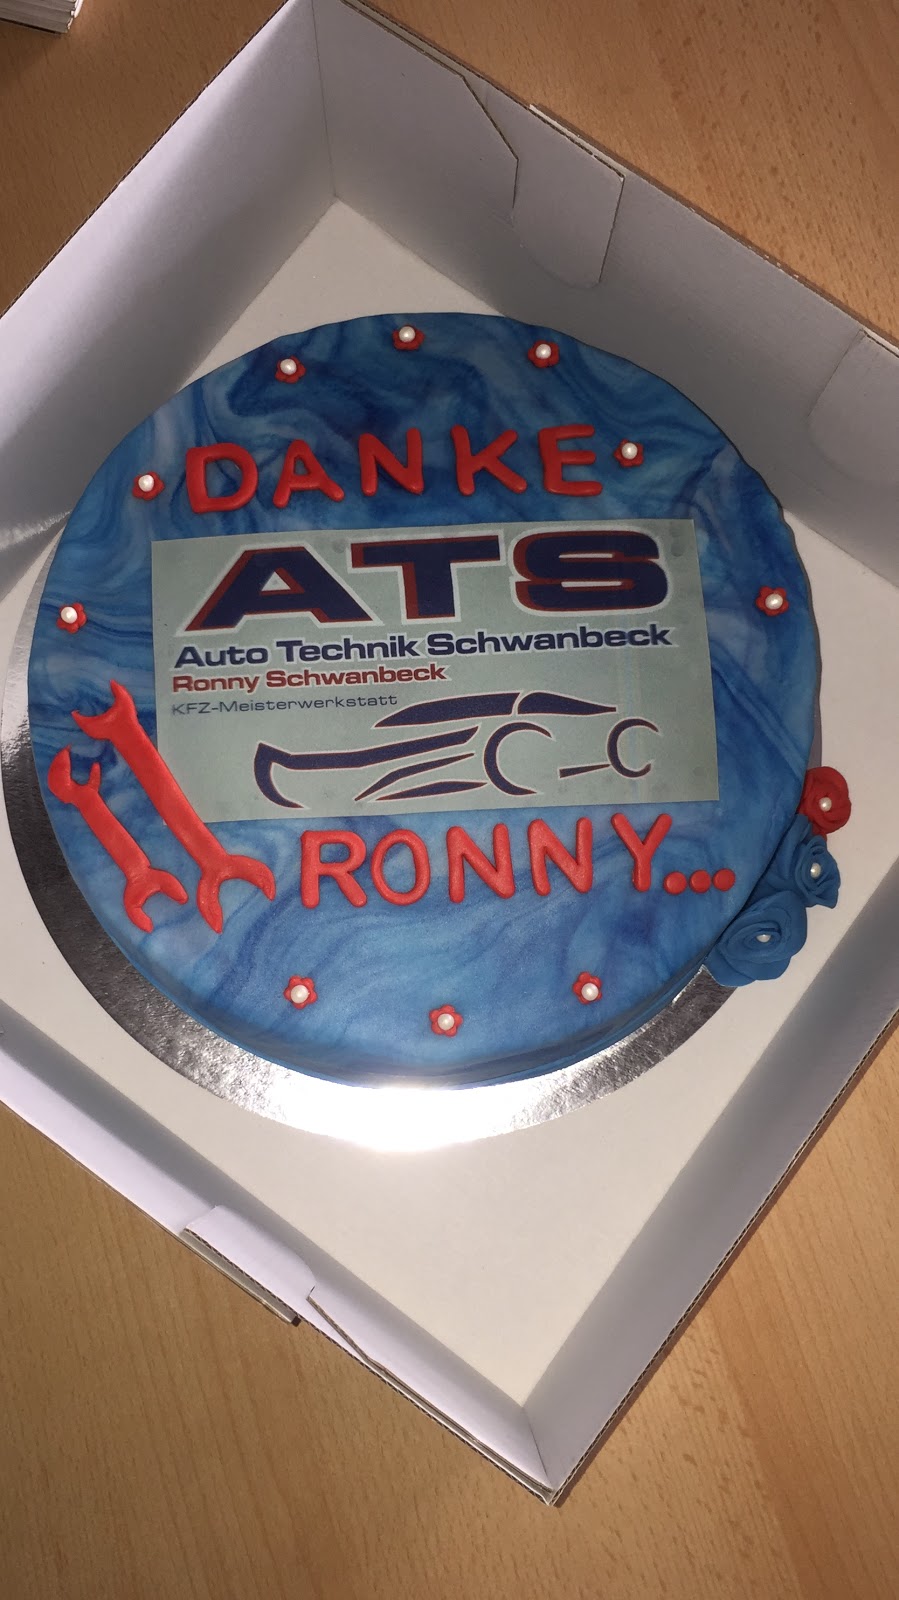 DANKE
ATS
Auto Technik Schwanbeck
Ronny Schwanbeck
KFZ-Meisterwerkstatt
RONNY...